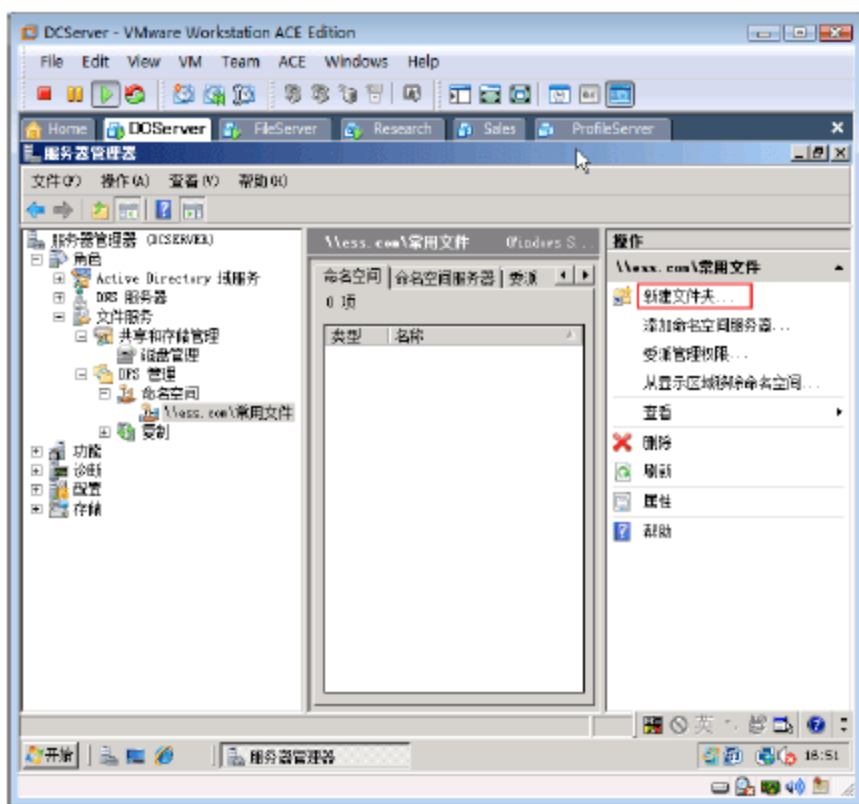 DCServer - VMware Workstation ACE Edition
File Edit View VM Team ACE Windows Help
Home DCServer FileServer Research Sales ProfileServer
服务器管理器
文件(F) 操作(A) 查看(V) 帮助(H)
服务器管理器 (DCSERVER)
角色
Active Directory 域服务
DNS 服务器
文件服务
共享和存储管理
磁盘管理
DFS 管理
命名空间
\\ess.com\常用文件
复制
功能
诊断
配置
存储
\\ess.com\常用文件 (Windows S...
命名空间 命名空间服务器 委派
0 项
类型 名称
操作
\\ess.com\常用文件
新建文件夹...
添加命名空间服务器...
委派管理权限...
从显示区域移除命名空间...
查看
删除
刷新
属性
帮助
英
开始 服务器管理器 16:51